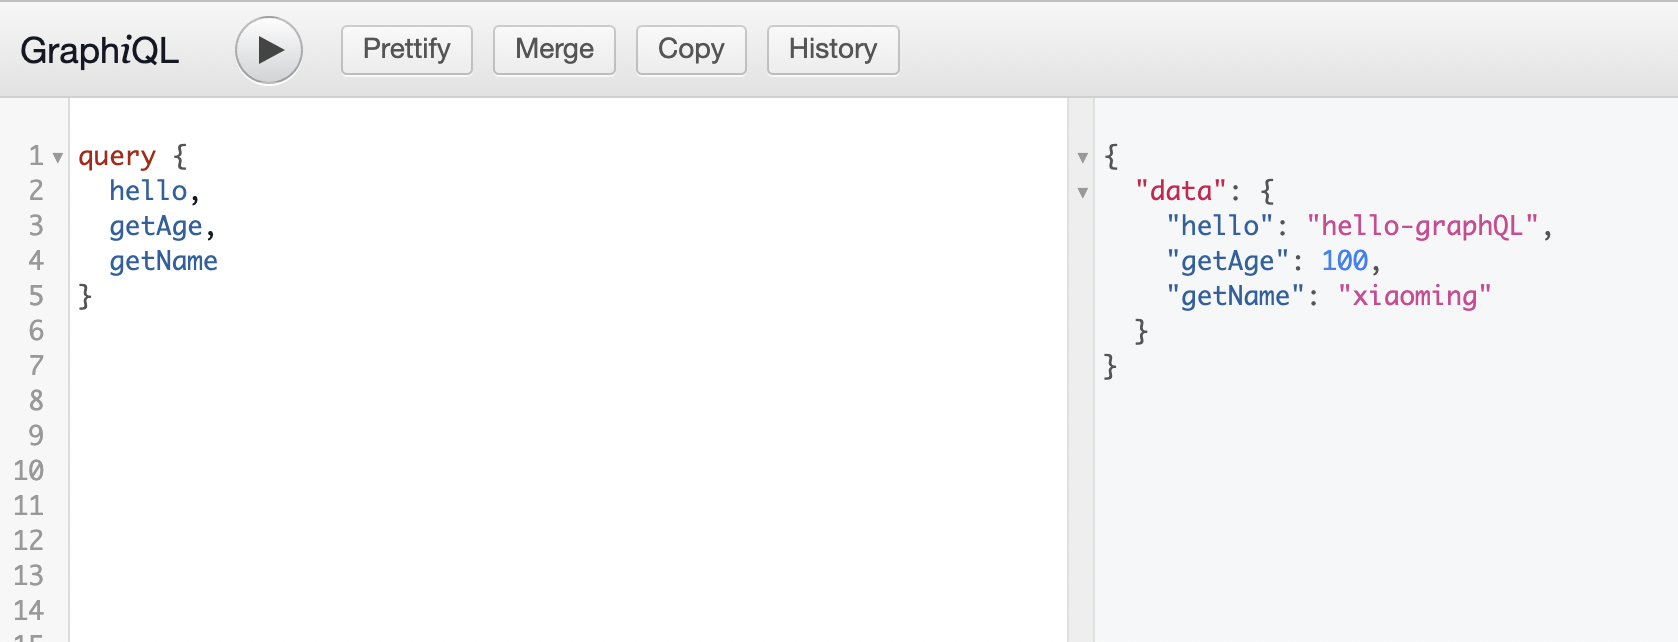 GraphiQL Prettify Merge Copy History
1 query {
2 hello,
3 getAge,
4 getName
5 }
6
7
8
9
10
11
12
13
14
15
{
"data": {
"hello": "hello-graphQL",
"getAge": 100,
"getName": "xiaoming"
}
}